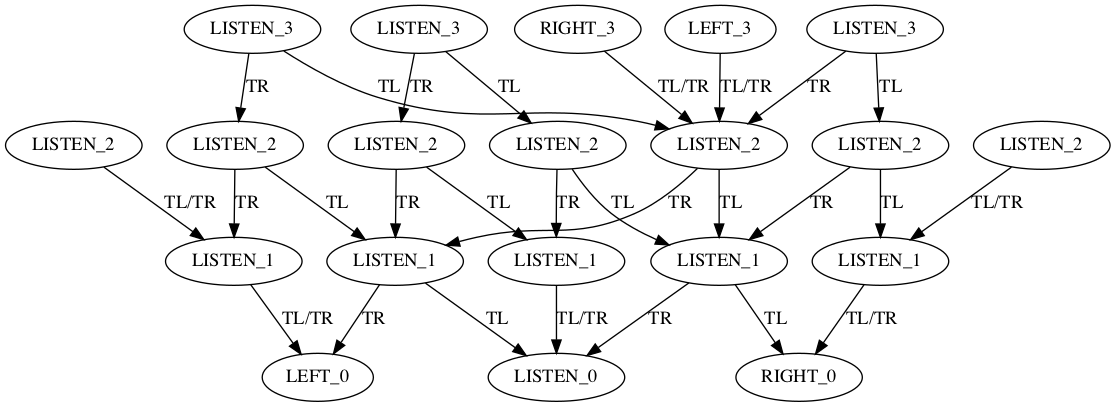 LISTEN_3 LISTEN_3 RIGHT_3 LEFT_3 LISTEN_3
TR TL TR TL TL/TR TL/TR TR TL
LISTEN_2 LISTEN_2 LISTEN_2 LISTEN_2 LISTEN_2 LISTEN_2 LISTEN_2
TL/TR TR TL TR TL TR TL TR TL TR TL TL/TR
LISTEN_1 LISTEN_1 LISTEN_1 LISTEN_1 LISTEN_1
TL/TR TR TL TL/TR TR TL TL/TR
LEFT_0 LISTEN_0 RIGHT_0